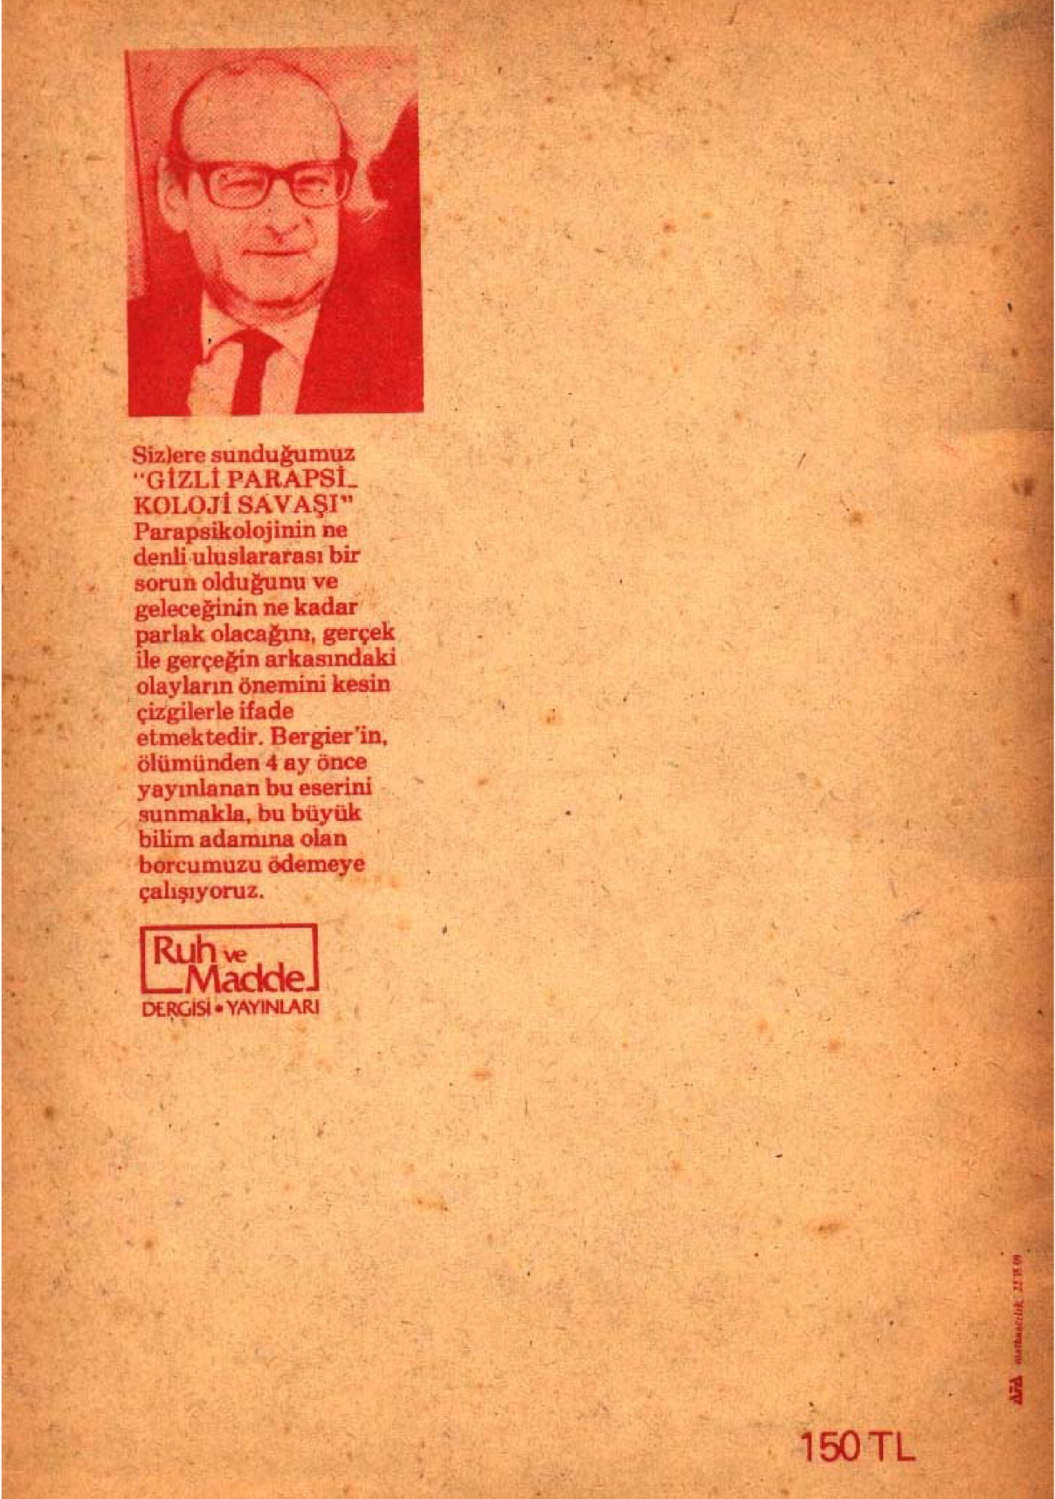 Sizlere sunduğumuz
“GİZLİ PARAPSİ_
KOLOJİ SAVAŞI”
Parapsikolojinin ne
denli uluslararası bir
sorun olduğunu ve
geleceğinin ne kadar
parlak olacağını, gerçek
ile gerçeğin arkasındaki
olayların önemini kesin
çizgilerle ifade
etmektedir. Bergier’in,
ölümünden 4 ay önce
yayınlanan bu eserini
sunmakla, bu büyük
bilim adamına olan
borcumuzu ödemeye
çalışıyoruz.
Ruh ve
Madde
DERGİSİ • YAYINLARI
matbaacılık
150 TL